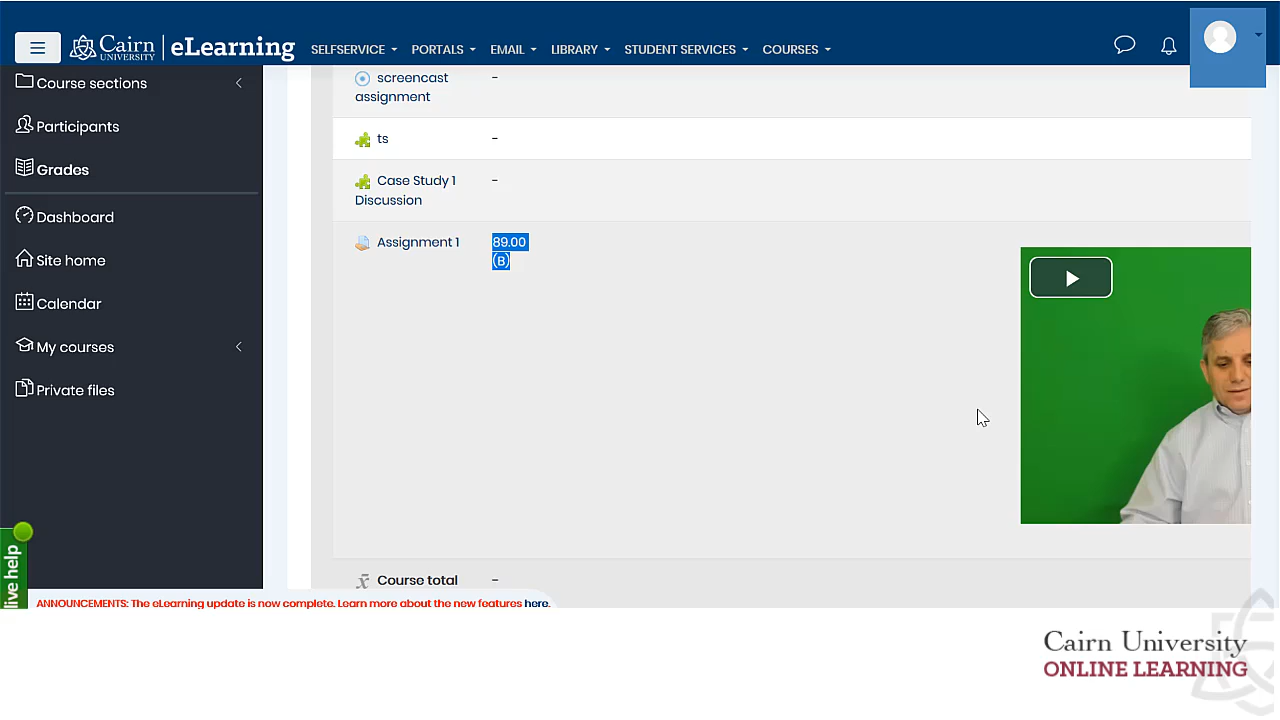 Cairn UNIVERSITY eLearning SELFSERVICE PORTALS EMAIL LIBRARY STUDENT SERVICES COURSES
Course sections
Participants
Grades
Dashboard
Site home
Calendar
My courses
Private files
live help
screencast assignment -
ts -
Case Study 1 Discussion -
Assignment 1 89.00
(B)
x̄ Course total -
ANNOUNCEMENTS: The eLearning update is now complete. Learn more about the new features here.
Cairn University
ONLINE LEARNING